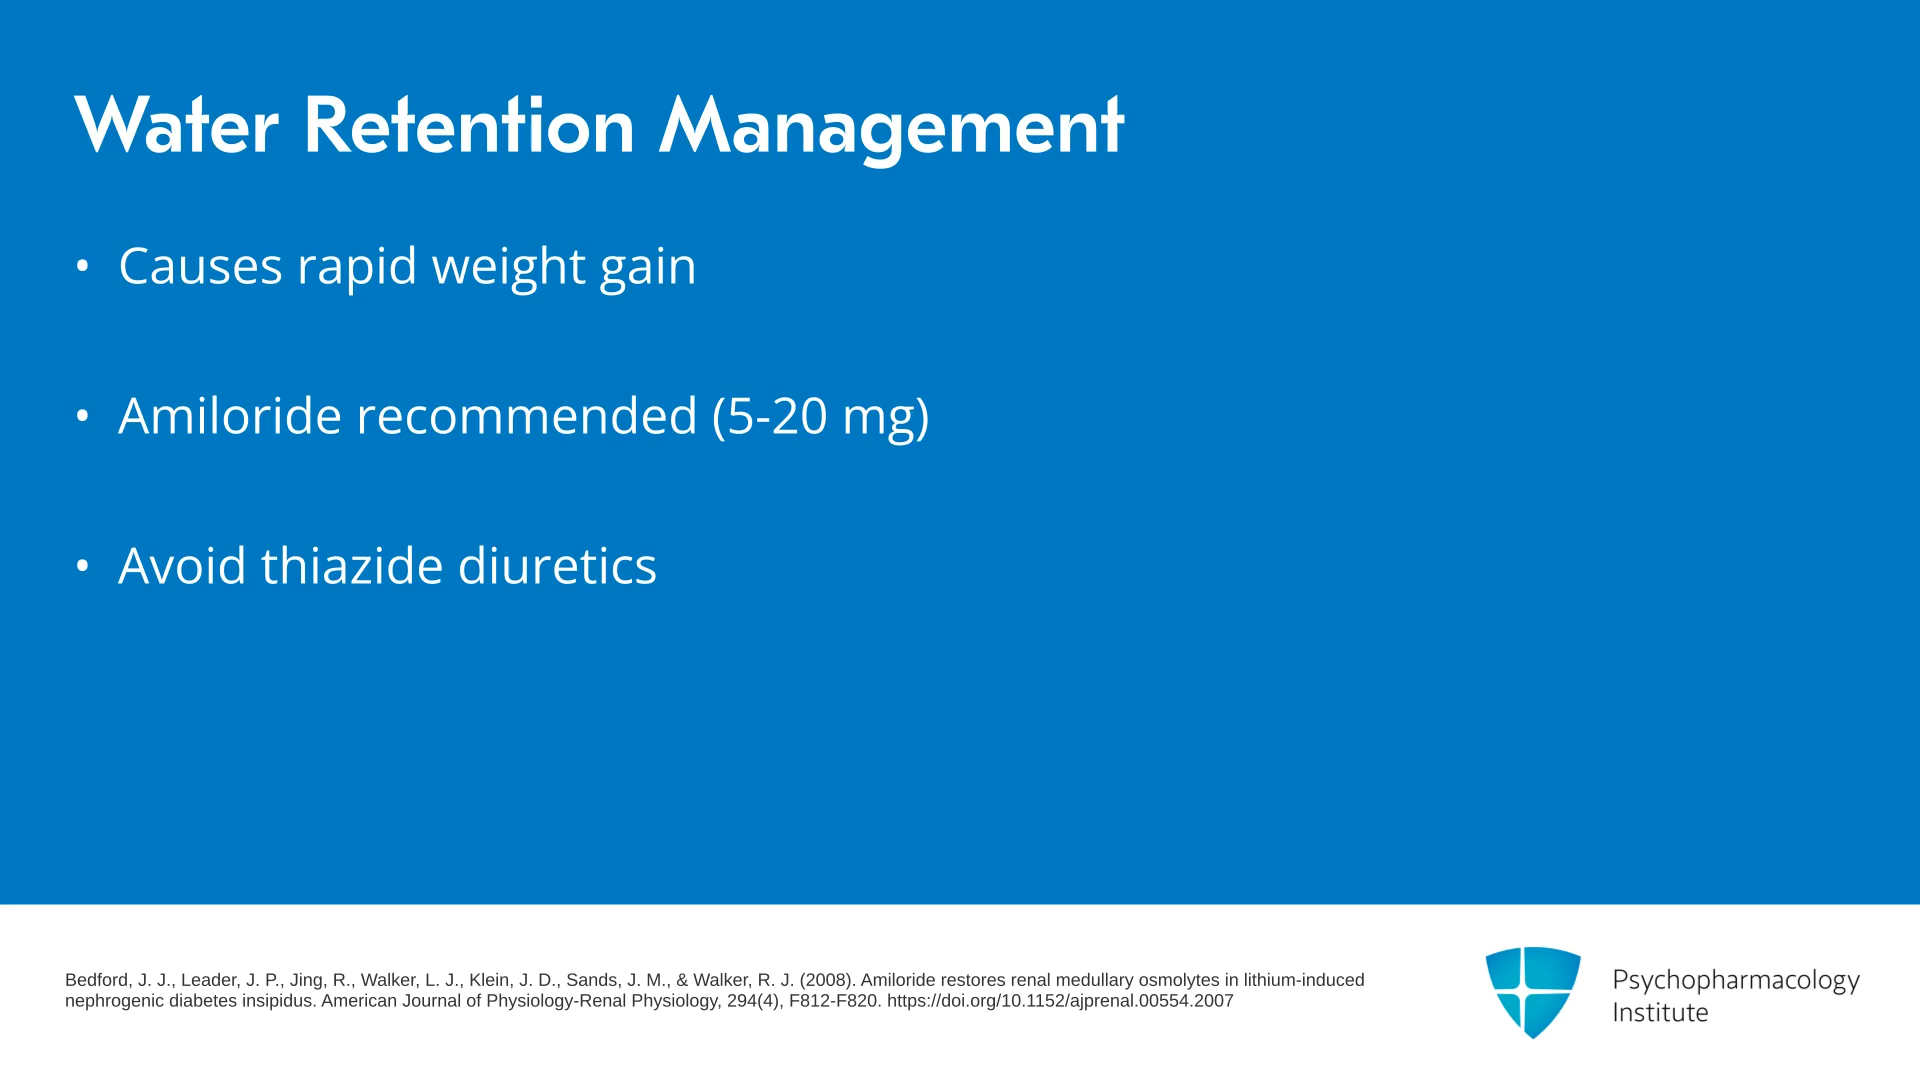 Water Retention Management
• Causes rapid weight gain
• Amiloride recommended (5-20 mg)
• Avoid thiazide diuretics
Bedford, J. J., Leader, J. P., Jing, R., Walker, L. J., Klein, J. D., Sands, J. M., & Walker, R. J. (2008). Amiloride restores renal medullary osmolytes in lithium-induced
nephrogenic diabetes insipidus. American Journal of Physiology-Renal Physiology, 294(4), F812-F820. https://doi.org/10.1152/ajprenal.00554.2007
Psychopharmacology
Institute